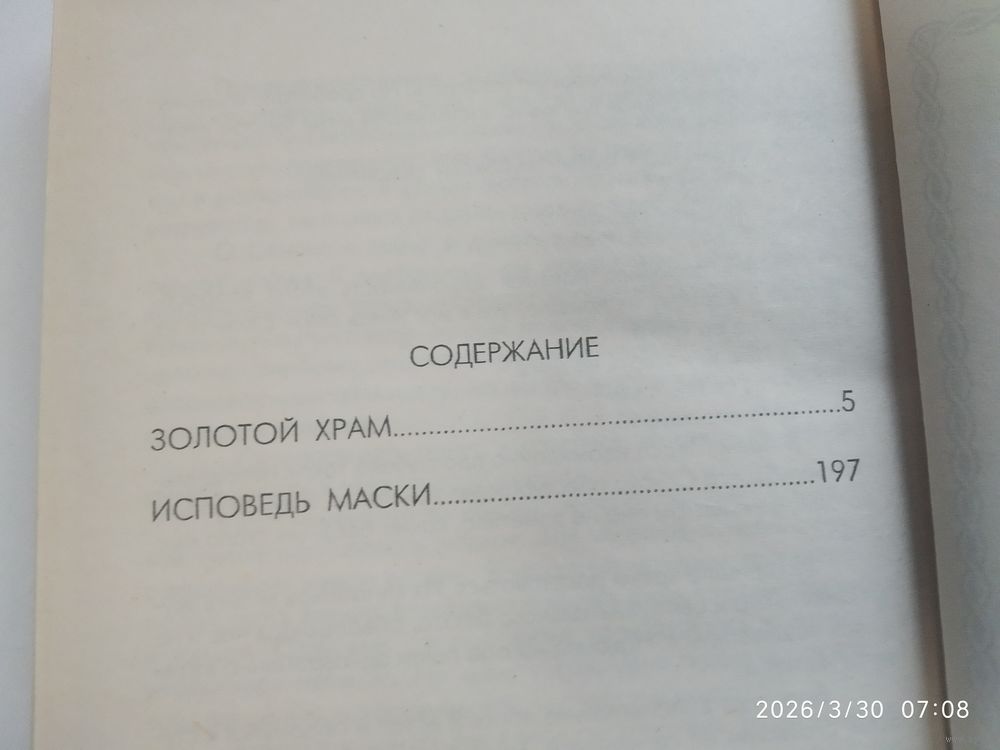 СОДЕРЖАНИЕ
ЗОЛОТОЙ ХРАМ..........................................................5
ИСПОВЕДЬ МАСКИ..................................................197
2026/3/30 07:08